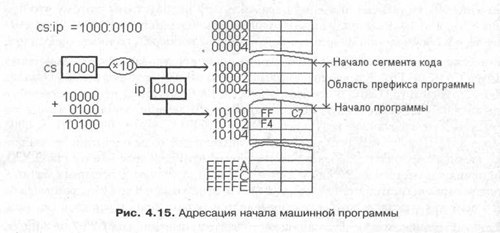 cs:ip =1000:0100
cs 1000 ×10
ip 0100
+ 10000
0100
10100
00000
00002
00004
10000
10002
10004
10100 FF C7
10102 F4
10104
FFFFA
FFFFC
FFFFE
Начало сегмента кода
Область префикса программы
Начало программы
Рис. 4.15. Адресация начала машинной программы